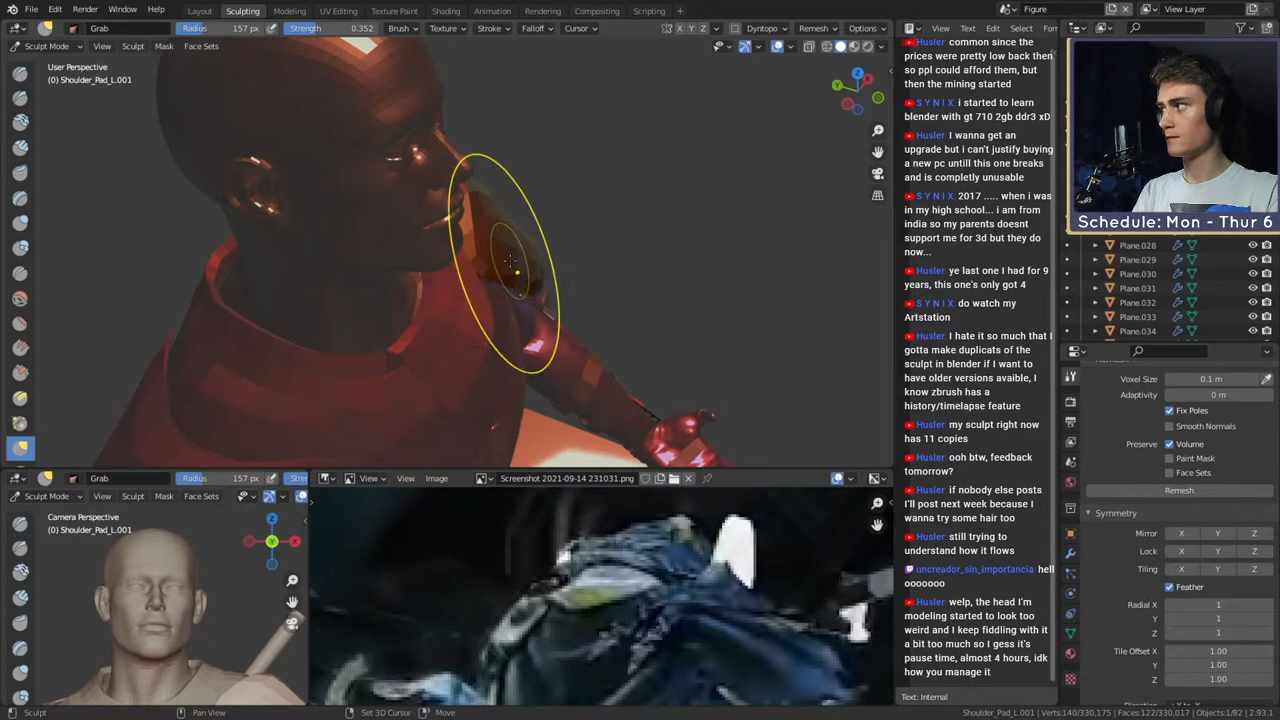 File Edit Render Window Help
Layout Sculpting Modeling UV Editing Texture Paint Shading Animation Rendering Compositing Scripting +
Figure
View Layer
Grab Radius 157 px Strength 0.352 Brush Texture Stroke Falloff Cursor X Y Z Dyntopo Remesh Options
View Text Edit Select
Sculpt Mode View Sculpt Mask Face Sets
User Perspective
(0) Shoulder_Pad_L.001
Husler common since the
prices were pretty low back then
so ppl could afford them, but
then the mining started
S Y N I X i started to learn
blender with gt 710 2gb ddr3 xD
Husler I wanna get an
upgrade but i can't justify buying
a new pc untill this one breaks
and is completly unusable
S Y N I X 2017 ..... when i was
in my high school... i am from
india so my parents doesnt
support me for 3d but they do
now...
Husler ye last one I had for 9
years, this one's only got 4
S Y N I X do watch my
Artstation
Husler I hate it so much that I
gotta make duplicats of the
sculpt in blender if I want to
have older versions avaible, I
know zbrush has a
history/timelapse feature
Husler my sculpt right now
has 11 copies
Husler ooh btw, feedback
tomorrow?
Husler if nobody else posts
I'll post next week because I
wanna try some hair too
Husler still trying to
understand how it flows
uncreador_sin_importancia hell
ooooooo
Husler welp, the head I'm
modeling started to look too
weird and I keep fiddling with it
a bit too much so I gess it's
pause time, almost 4 hours, idk
how you manage it
Text: Internal
Schedule: Mon - Thur 6
Plane.028
Plane.029
Plane.030
Plane.031
Plane.032
Plane.033
Plane.034
Voxel Size 0.1 m
Adaptivity 0 m
Fix Poles
Smooth Normals
Preserve Volume
Paint Mask
Face Sets
Remesh
Symmetry
Mirror X Y Z
Lock X Y Z
Tiling X Y Z
Feather
Radial X 1
Y 1
Z 1
Tile Offset X 1.00
Y 1.00
Z 1.00
Grab Radius 157 px
Sculpt Mode View Sculpt Mask Face Sets
Camera Perspective
(0) Shoulder_Pad_L.001
View View Image Screenshot 2021-09-14 231031.png
Sculpt Pan View Set 3D Cursor Move
Shoulder_Pad_L.001 | Verts:140/330,175 | Faces:122/330,017 | Objects:1/82 | 2.93.1